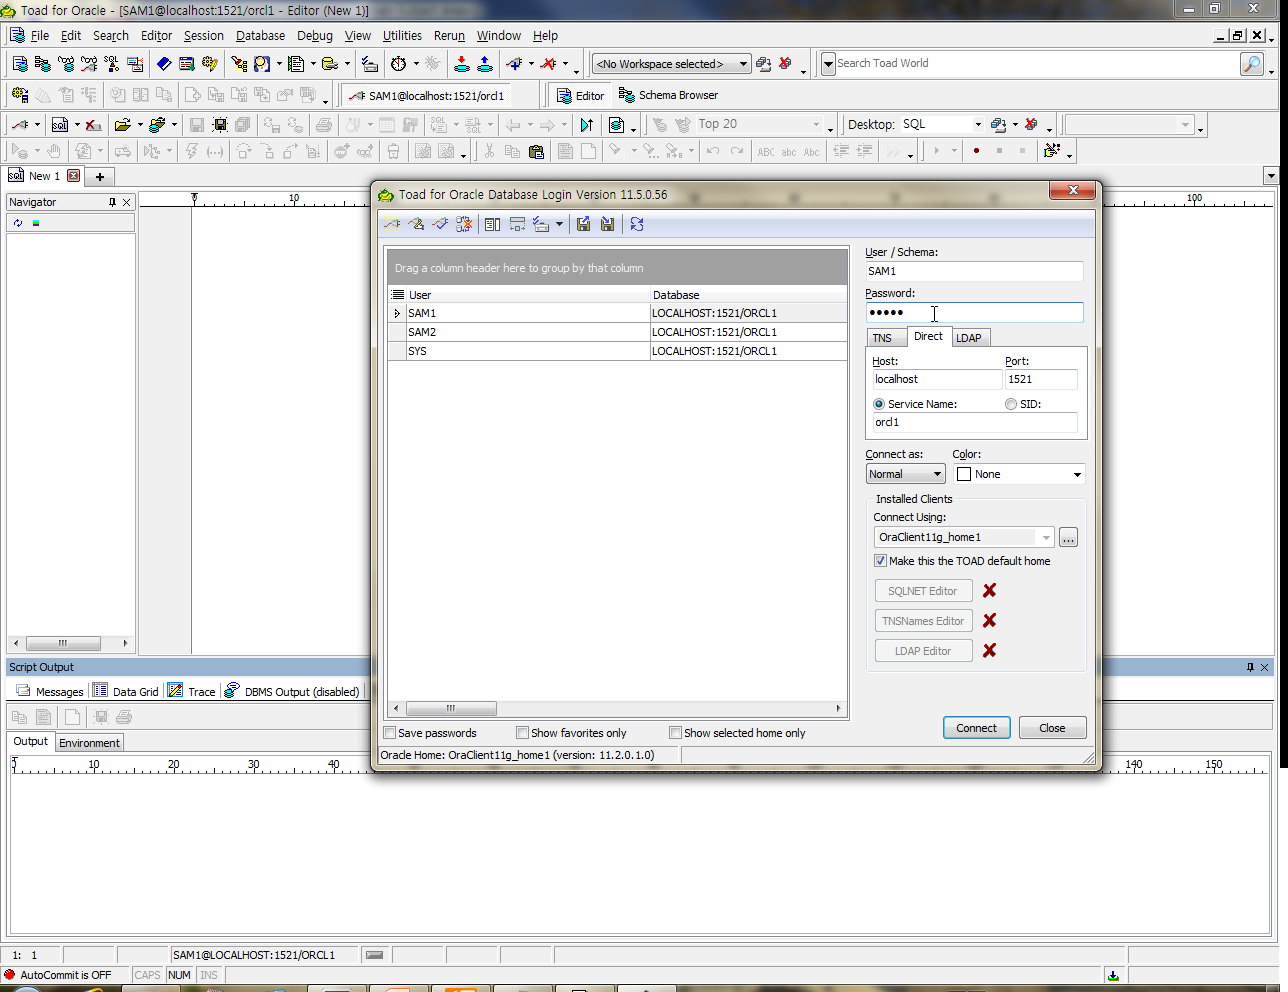 Toad for Oracle - [SAM1@localhost:1521/orcl1 - Editor (New 1)]
File Edit Search Editor Session Database Debug View Utilities Rerun Window Help
<No Workspace selected> Search Toad World
SAM1@localhost:1521/orcl1 Editor Schema Browser
SQL Top 20 Desktop: SQL
ABC abc Abc
New 1
Navigator
0 10 100
Toad for Oracle Database Login Version 11.5.0.56
Drag a column header here to group by that column
User Database
SAM1 LOCALHOST:1521/ORCL1
SAM2 LOCALHOST:1521/ORCL1
SYS LOCALHOST:1521/ORCL1
User / Schema:
SAM1
Password:
•••••
TNS Direct LDAP
Host: Port:
localhost 1521
Service Name: SID:
orcl1
Connect as: Color:
Normal None
Installed Clients
Connect Using:
OraClient11g_home1 ...
Make this the TOAD default home
SQLNET Editor
TNSNames Editor
LDAP Editor
Connect Close
Save passwords Show favorites only Show selected home only
Oracle Home: OraClient11g_home1 (version: 11.2.0.1.0)
Script Output
Messages Data Grid Trace DBMS Output (disabled)
Output Environment
10 20 30 40 140 150
1: 1 SAM1@LOCALHOST:1521/ORCL1
AutoCommit is OFF CAPS NUM INS